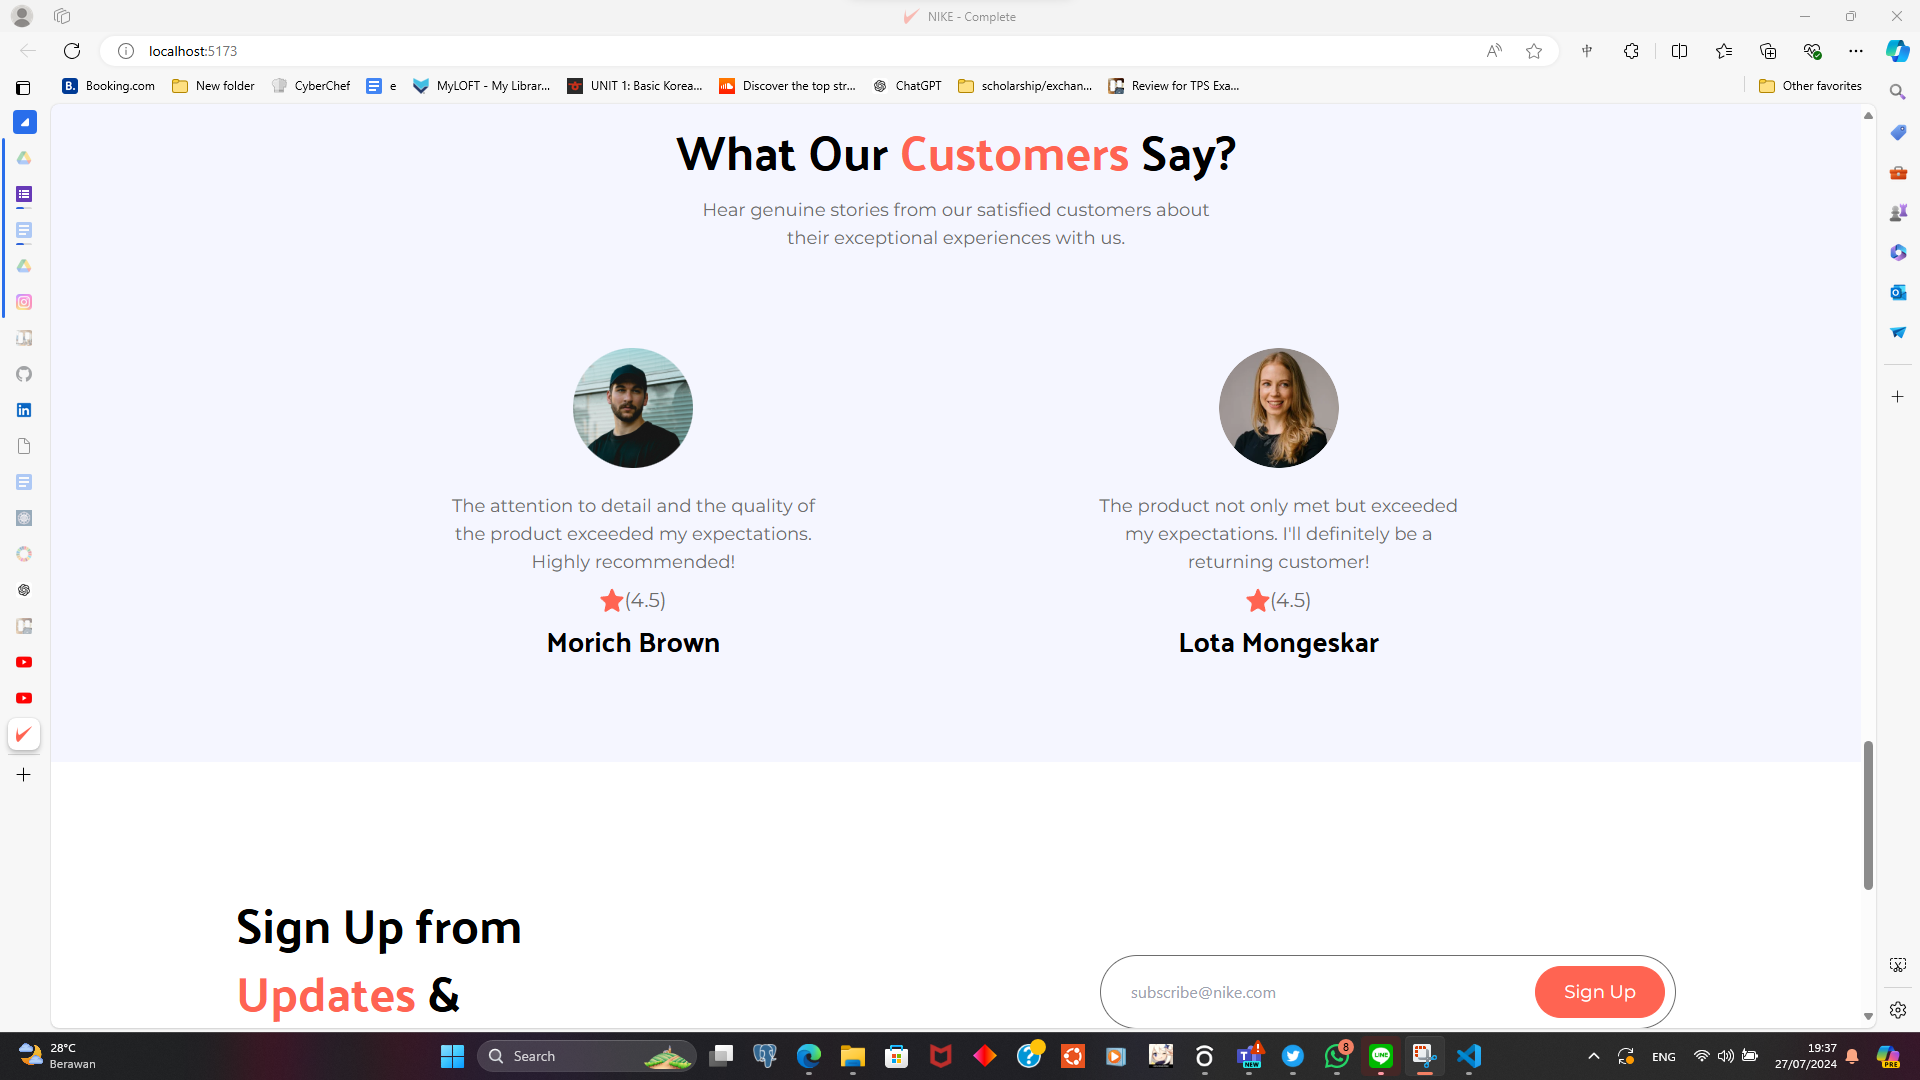 NIKE - Complete
localhost:5173
Booking.com
New folder
CyberChef
e
MyLOFT - My Librar...
UNIT 1: Basic Korea...
Discover the top str...
ChatGPT
scholarship/exchan...
Review for TPS Exa...
Other favorites
What Our Customers Say?
Hear genuine stories from our satisfied customers about
their exceptional experiences with us.
The attention to detail and the quality of
the product exceeded my expectations.
Highly recommended!
(4.5)
Morich Brown
The product not only met but exceeded
my expectations. I'll definitely be a
returning customer!
(4.5)
Lota Mongeskar
Sign Up from
Updates &
subscribe@nike.com
Sign Up
28°C
Berawan
Search
NEW
8
ENG
19:37
27/07/2024
PRE